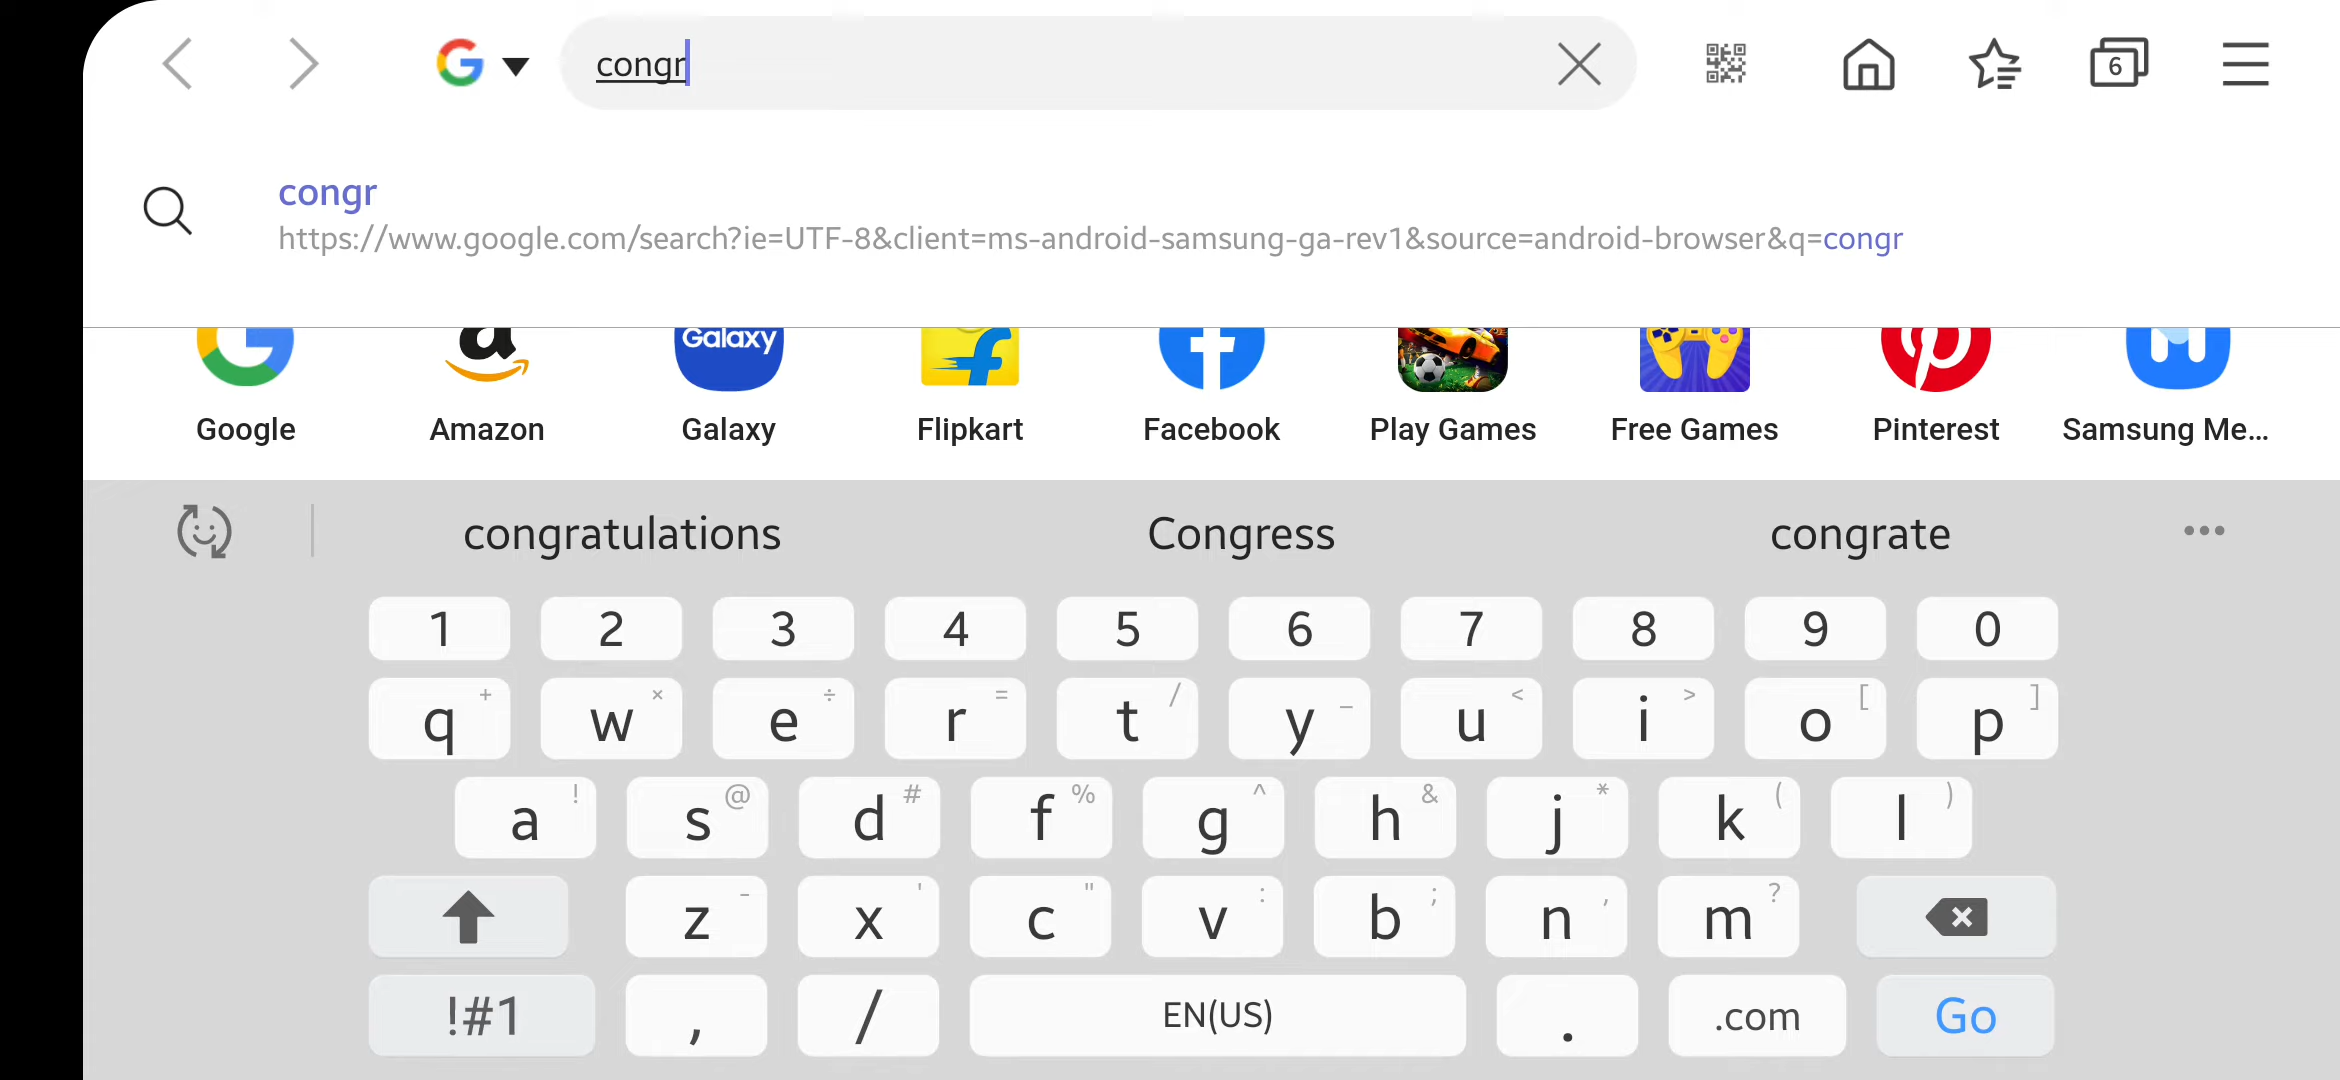 congr
6
congr
https://www.google.com/search?ie=UTF-8&client=ms-android-samsung-ga-rev1&source=android-browser&q=congr
Galaxy
Google Amazon Galaxy Flipkart Facebook Play Games Free Games Pinterest Samsung Me...
congratulations Congress congrate
1 2 3 4 5 6 7 8 9 0
q + w × e ÷ r = t / y _ u < i > o [ p ]
a ! s @ d # f % g ^ h & j * k ( l )
z - x ' c " v : b ; n , m ?
!#1 , / EN(US) . .com Go